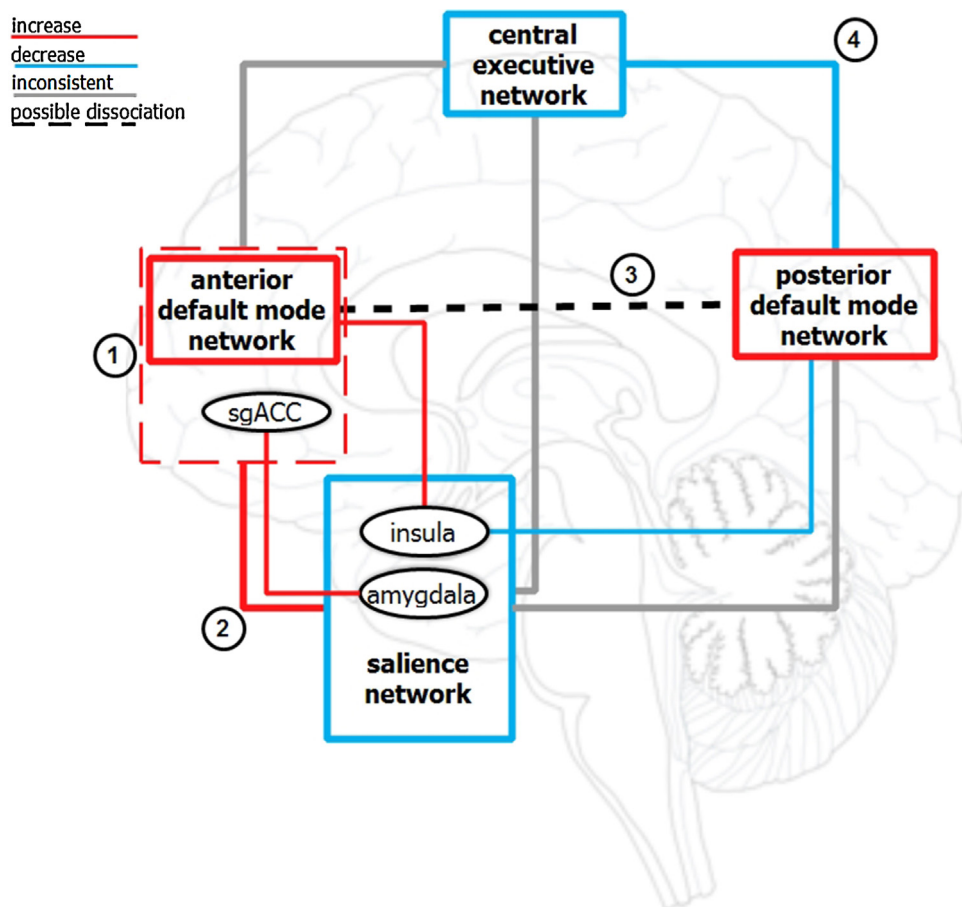 increase
decrease
inconsistent
possible dissociation
central
executive
network
4
anterior
default mode
network
3
posterior
default mode
network
1
sgACC
insula
amygdala
2
salience
network